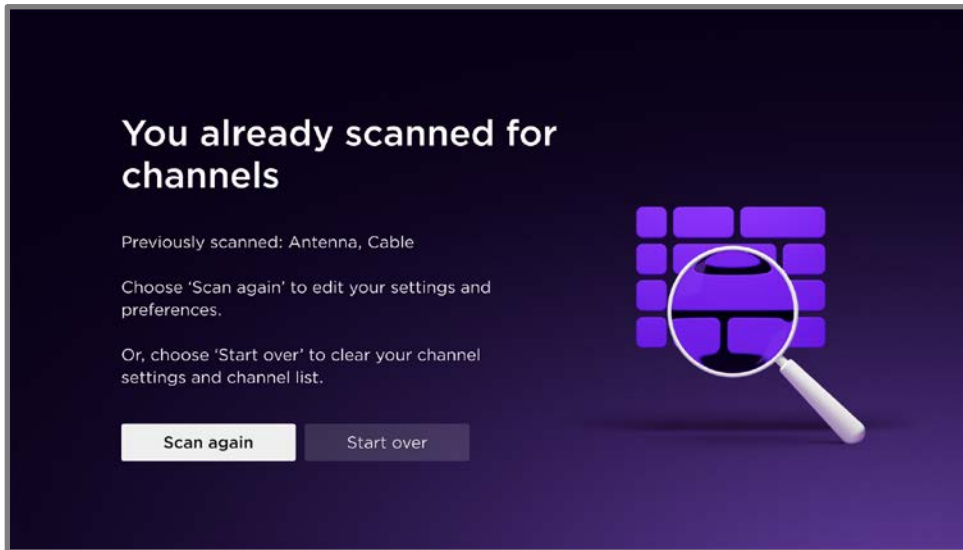 You already scanned for
channels
Previously scanned: Antenna, Cable
Choose ‘Scan again’ to edit your settings and
preferences.
Or, choose ‘Start over’ to clear your channel
settings and channel list.
Scan again
Start over